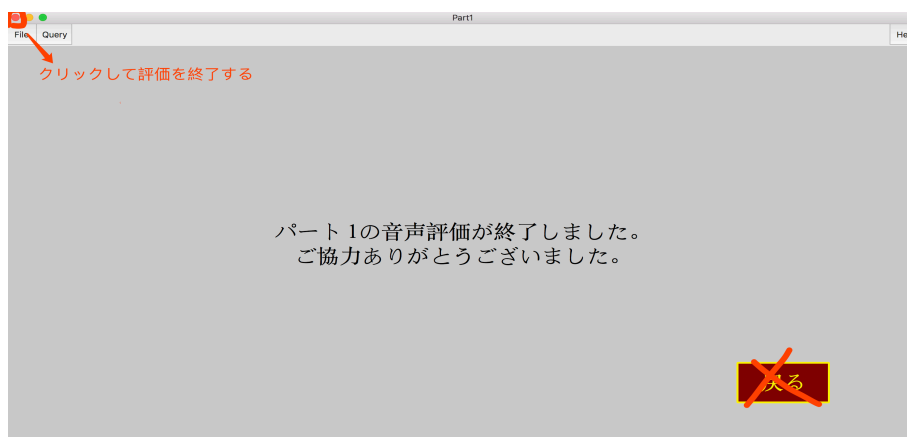 Part1
File Query He
クリックして評価を終了する
パート 1の音声評価が終了しました。
ご協力ありがとうございました。
戻る